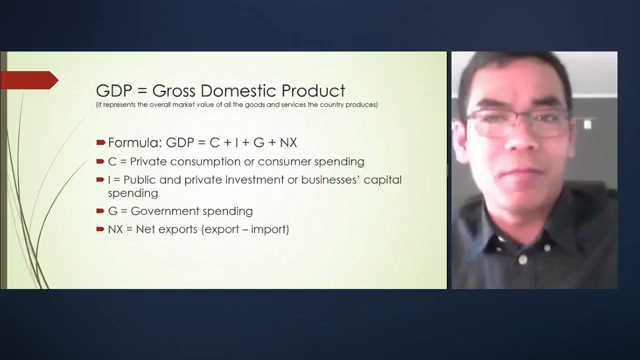 GDP = Gross Domestic Product
(it represents the overall market value of all the goods and services the country produces)
Formula: GDP = C + I + G + NX
C = Private consumption or consumer spending
I = Public and private investment or businesses' capital
spending
G = Government spending
NX = Net exports (export – import)